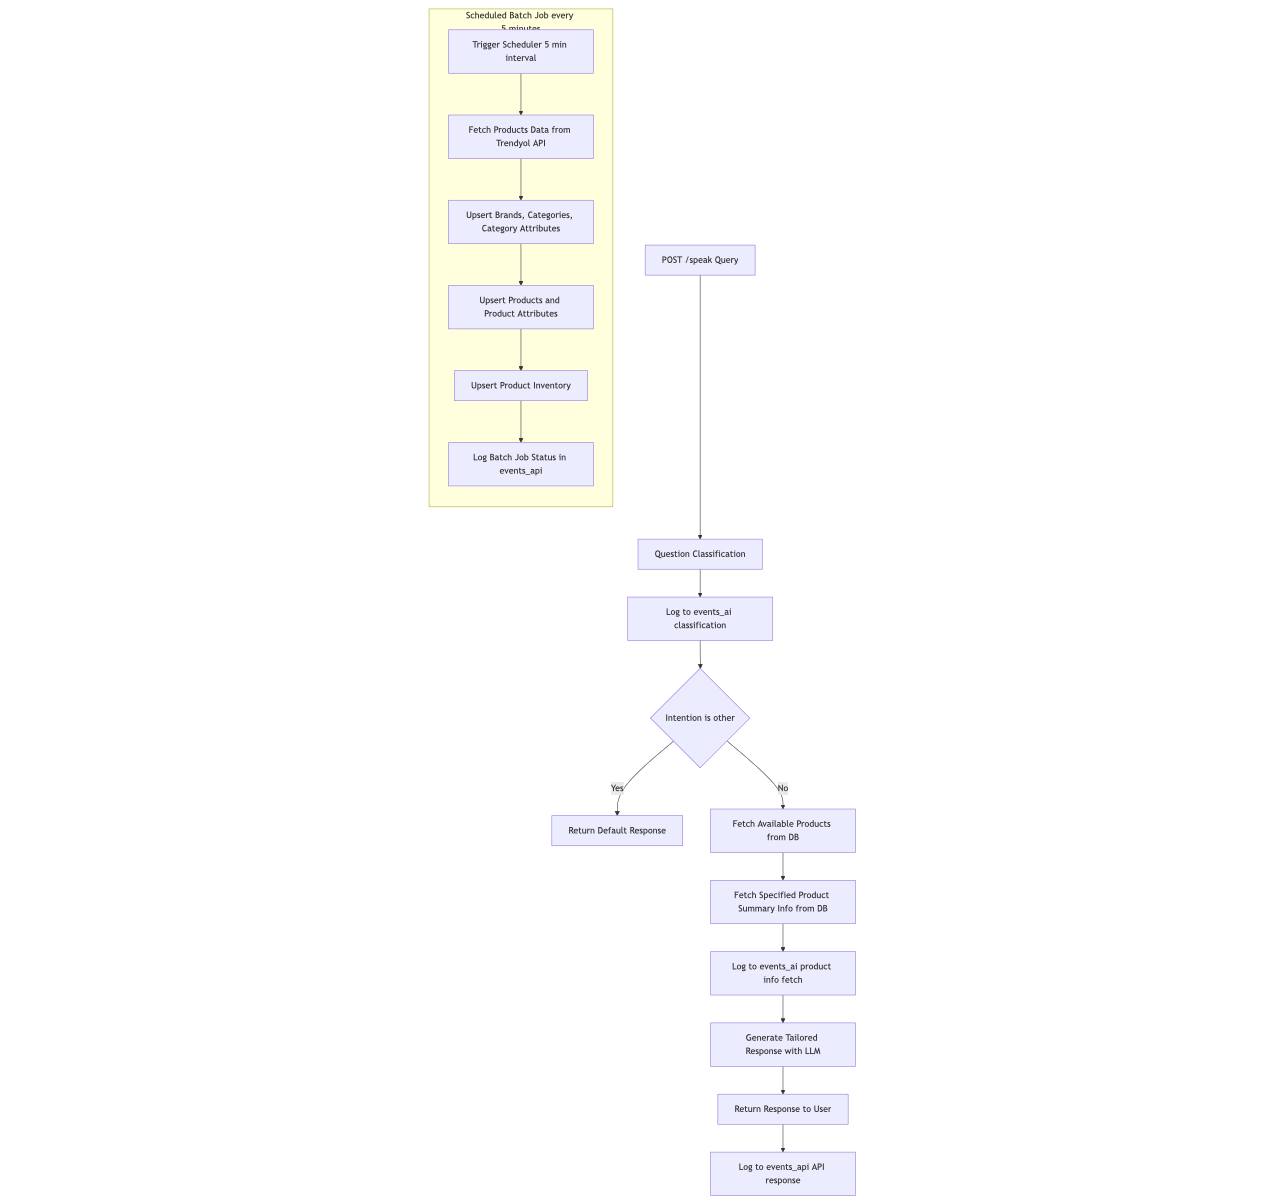 Scheduled Batch Job every
5 minutes
Trigger Scheduler 5 min
interval
Fetch Products Data from
Trendyol API
Upsert Brands, Categories,
Category Attributes
Upsert Products and
Product Attributes
Upsert Product Inventory
Log Batch Job Status in
events_api
POST /speak Query
Question Classification
Log to events_ai
classification
Intention is other
Yes
No
Return Default Response
Fetch Available Products
from DB
Fetch Specified Product
Summary Info from DB
Log to events_ai product
info fetch
Generate Tailored
Response with LLM
Return Response to User
Log to events_api API
response